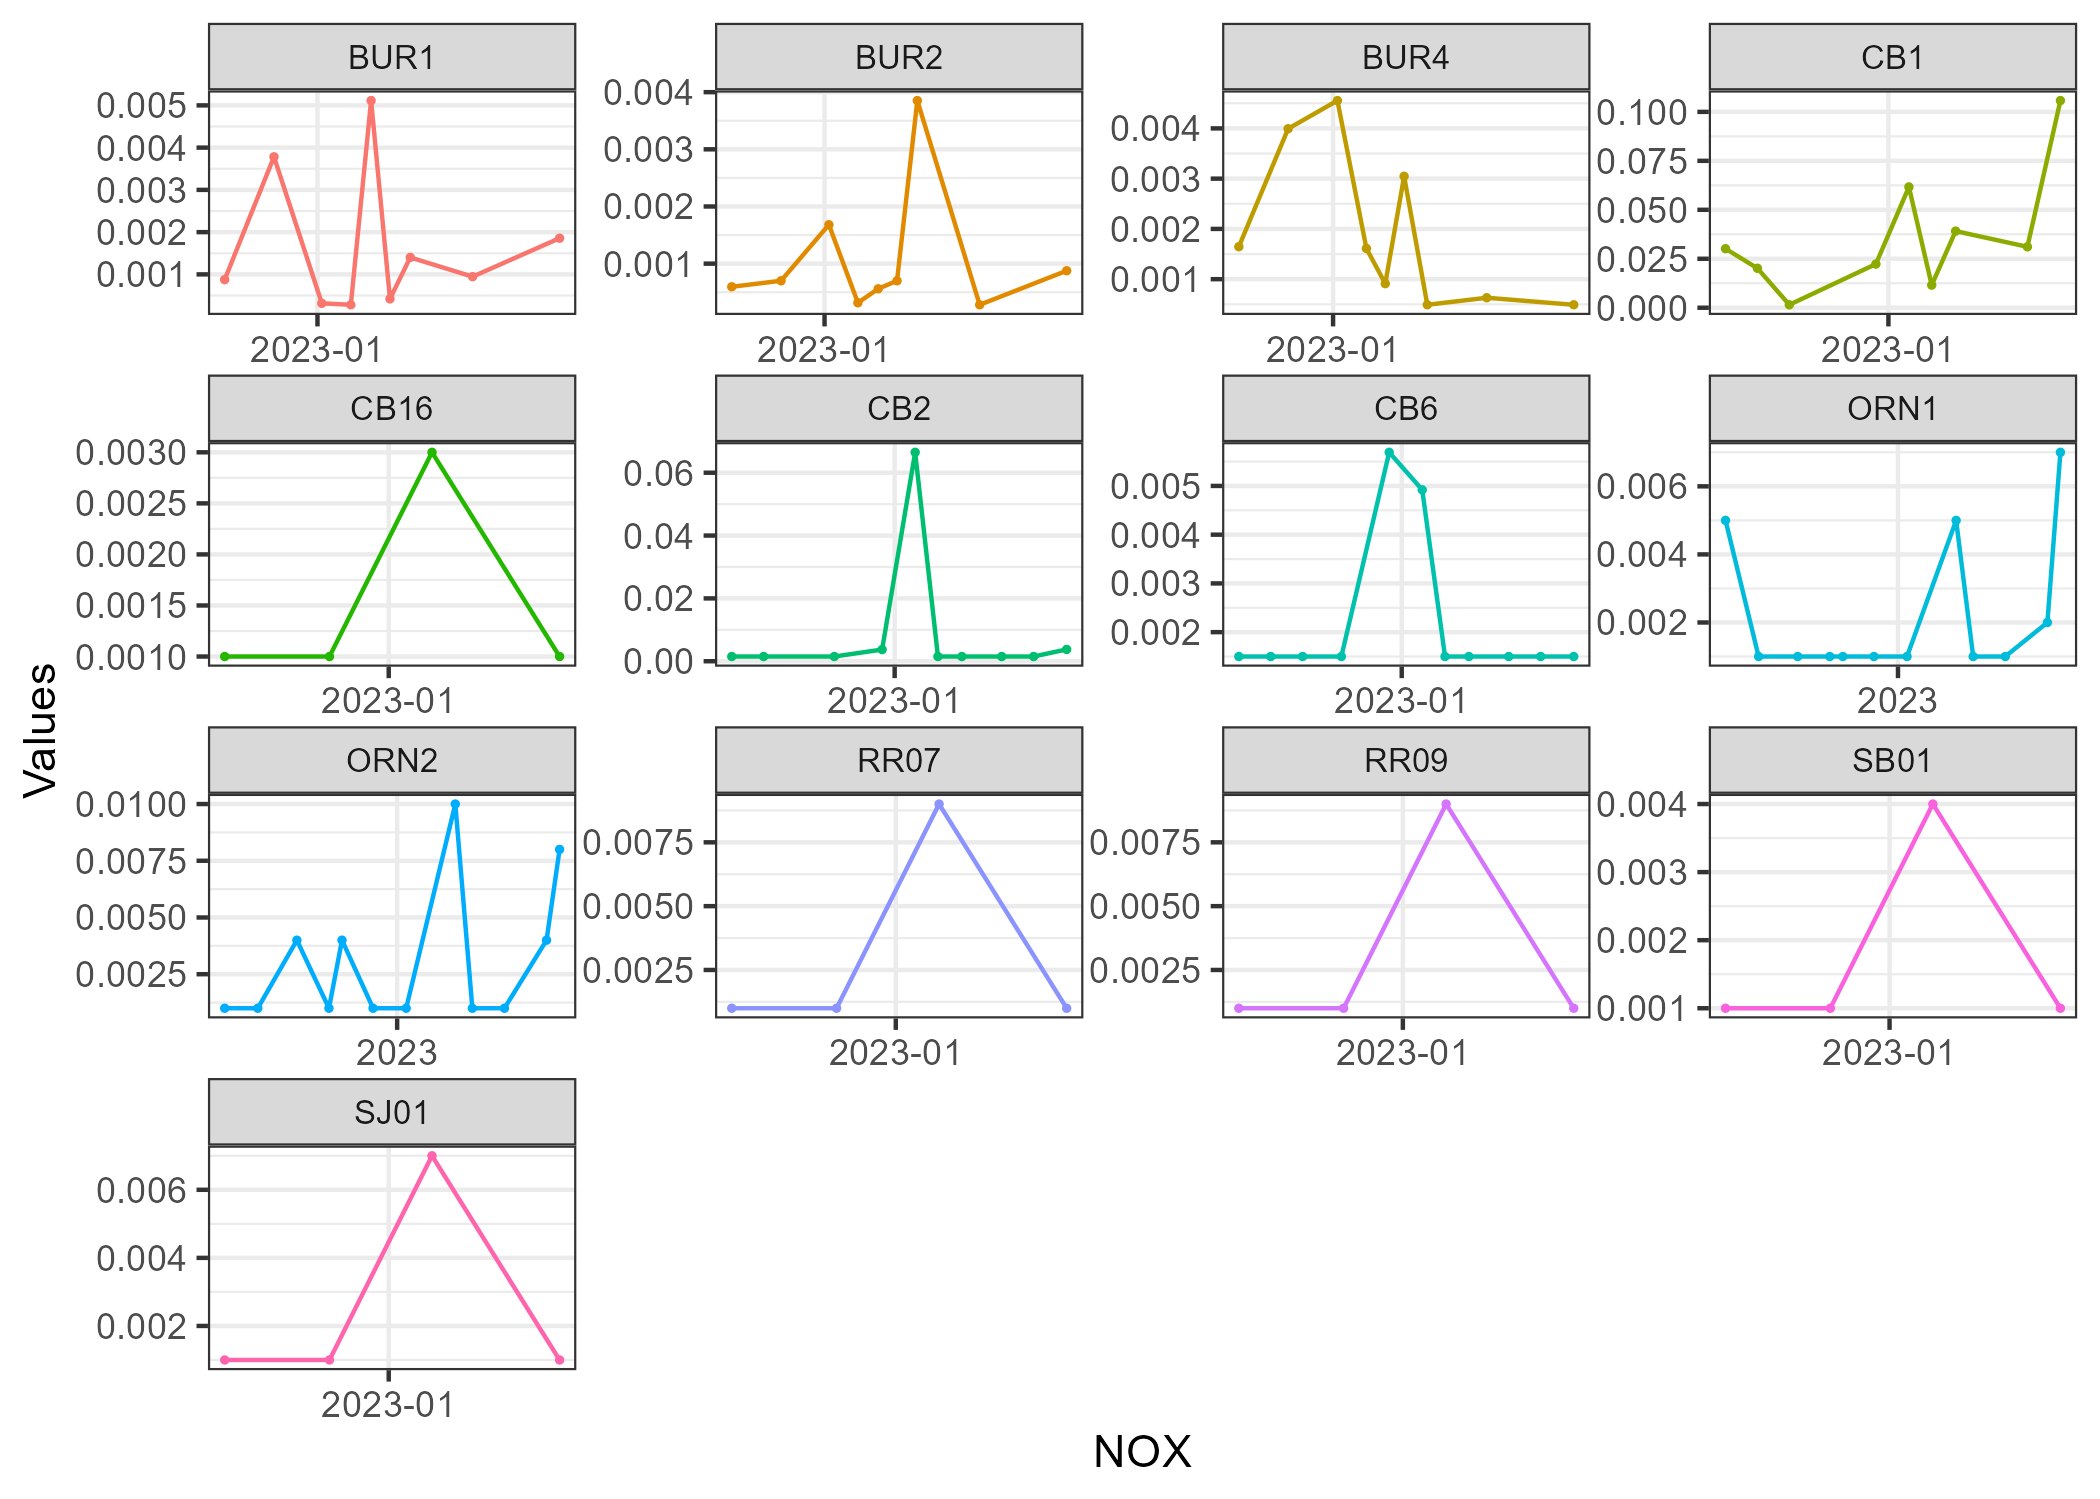 BUR1 BUR2 BUR4 CB1
0.005 0.004 0.003 0.002 0.001
0.004 0.003 0.002 0.001
0.004 0.003 0.002 0.001
0.100 0.075 0.050 0.025 0.000
2023-01 2023-01 2023-01 2023-01
CB16 CB2 CB6 ORN1
0.0030 0.0025 0.0020 0.0015 0.0010
0.06 0.04 0.02 0.00
0.005 0.004 0.003 0.002
0.006 0.004 0.002
2023-01 2023-01 2023-01 2023
Values
ORN2 RR07 RR09 SB01
0.0100 0.0075 0.0050 0.0025
0.0075 0.0050 0.0025
0.0075 0.0050 0.0025
0.004 0.003 0.002 0.001
2023 2023-01 2023-01 2023-01
SJ01
0.006 0.004 0.002
2023-01
NOX